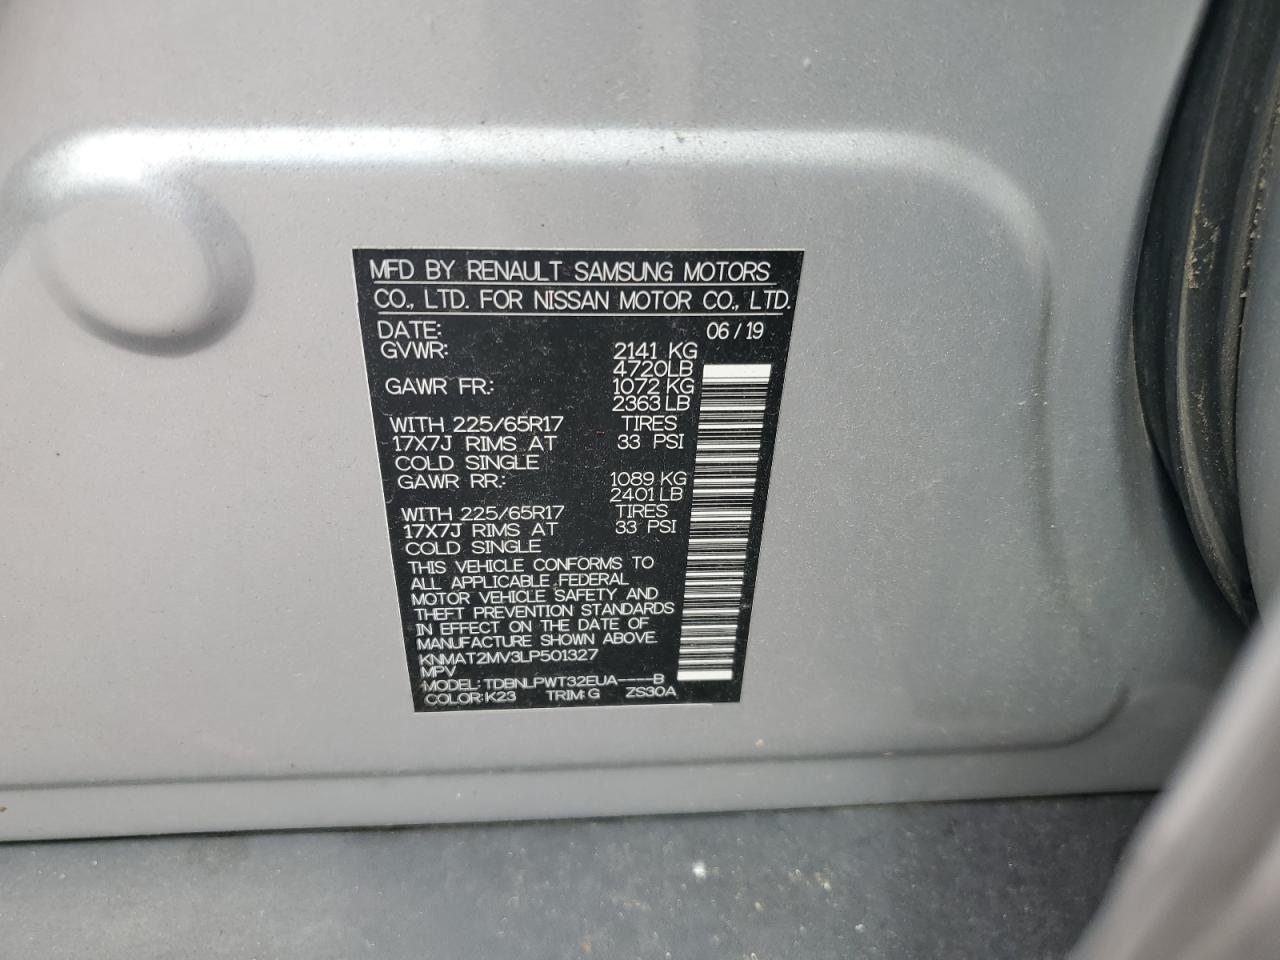 MFD BY RENAULT SAMSUNG MOTORS
CO., LTD. FOR NISSAN MOTOR CO., LTD.
DATE: 06/19
GVWR: 2141 KG
4720LB
GAWR FR: 1072 KG
2363LB
WITH 225/65R17 TIRES
17X7J RIMS AT 33 PSI
COLD SINGLE
GAWR RR: 1089 KG
2401LB
WITH 225/65R17 TIRES
17X7J RIMS AT 33 PSI
COLD SINGLE
THIS VEHICLE CONFORMS TO
ALL APPLICABLE FEDERAL
MOTOR VEHICLE SAFETY AND
THEFT PREVENTION STANDARDS
IN EFFECT ON THE DATE OF
MANUFACTURE SHOWN ABOVE.
KNMAT2MV3LP501327
MPV
MODEL: TDBNLPWT32EUA----B
COLOR:K23 TRIM:G ZS30A